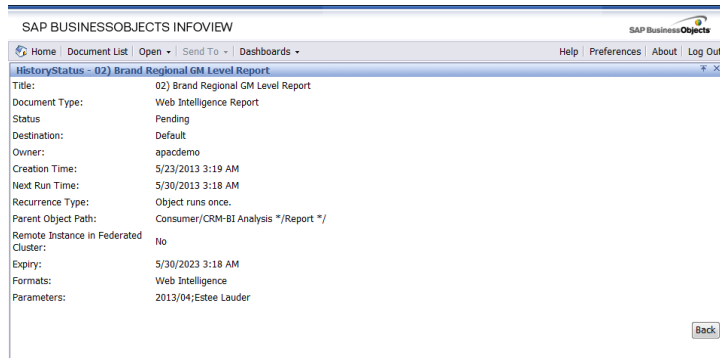 SAP BUSINESSOBJECTS INFOVIEW
SAP BusinessObjects
Home Document List Open Send To Dashboards Help Preferences About Log Out
HistoryStatus - 02) Brand Regional GM Level Report
Title: 02) Brand Regional GM Level Report
Document Type: Web Intelligence Report
Status Pending
Destination: Default
Owner: apacdemo
Creation Time: 5/23/2013 3:19 AM
Next Run Time: 5/30/2013 3:18 AM
Recurrence Type: Object runs once.
Parent Object Path: Consumer/CRM-BI Analysis */Report */
Remote Instance in Federated
Cluster: No
Expiry: 5/30/2023 3:18 AM
Formats: Web Intelligence
Parameters: 2013/04;Estee Lauder
Back